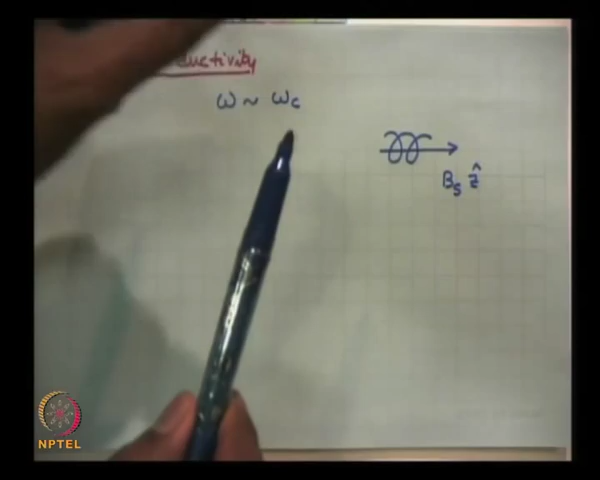 ω ~ ω_c
B_s ẑ
NPTEL